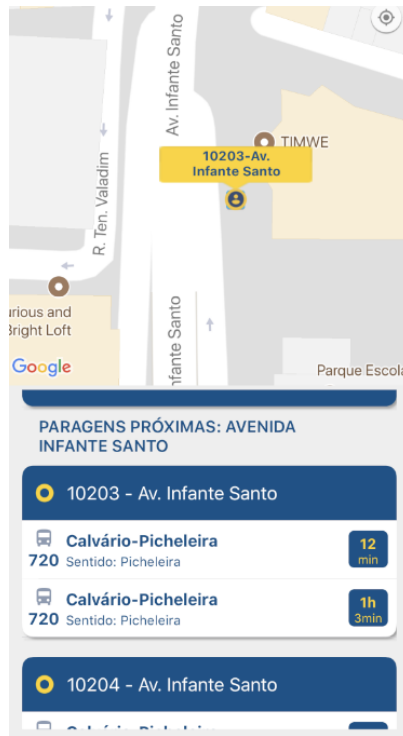 Av. Infante Santo
R. Ten. Valadim
TIMWE
10203-Av.
Infante Santo
urious and
Bright Loft
nfante Santo
Google
Parque Escola
PARAGENS PRÓXIMAS: AVENIDA
INFANTE SANTO
10203 - Av. Infante Santo
Calvário-Picheleira
12
min
720 Sentido: Picheleira
Calvário-Picheleira
1h
3min
720 Sentido: Picheleira
10204 - Av. Infante Santo